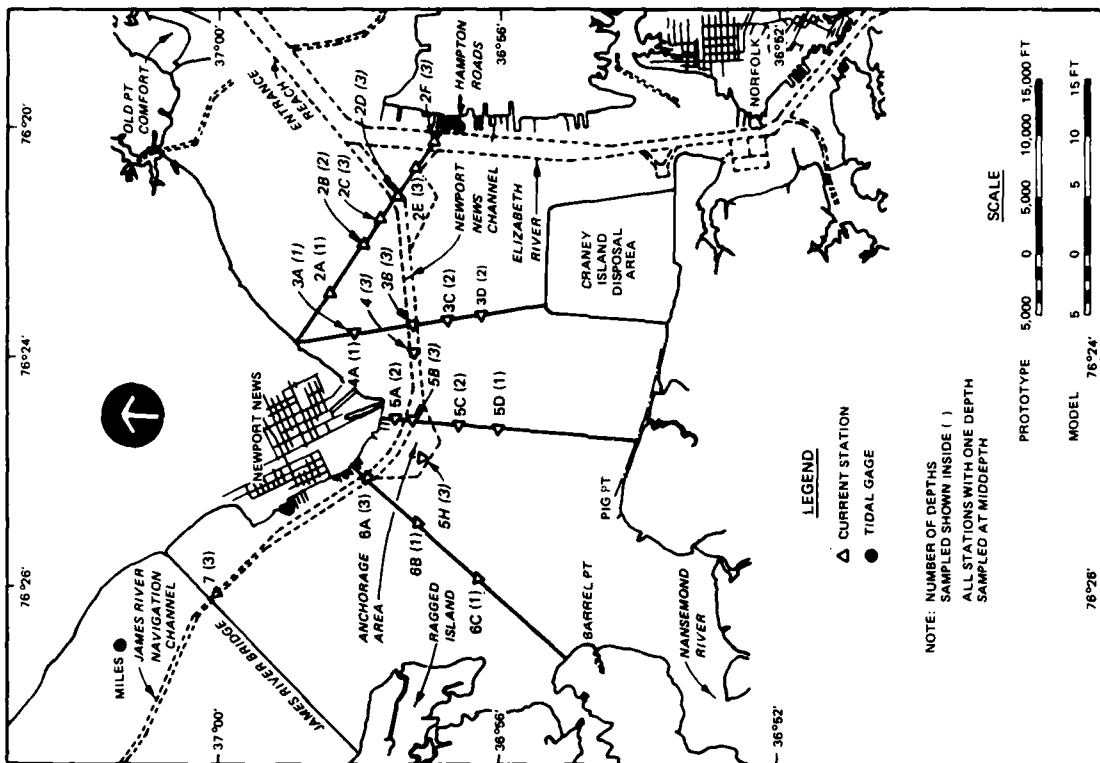 76°26'
76°24'
76°20'
37°00'
36°56'
36°52'
OLD PT
COMFORT
ENTRANCE
REACH
2D (3)
2F (3)
HAMPTON
ROADS
NORFOLK
2B (2)
2C (3)
2E (3)
NEWPORT
NEWS
CHANNEL
ELIZABETH
RIVER
3A (1)
2A (1)
4 (3)
3B (3)
3C (2)
3D (2)
CRANEY
ISLAND
DISPOSAL
AREA
NEWPORT NEWS
4A (1)
5A (2)
5B (3)
5C (2)
5D (1)
5H (3)
PIG PT
6A (3)
6B (1)
6C (1)
ANCHORAGE
AREA
RAGGED
ISLAND
BARREL PT
NANSEMOND
RIVER
7 (3)
MILES
JAMES RIVER
NAVIGATION
CHANNEL
JAMES RIVER BRIDGE
37°00'
36°56'
36°52'
LEGEND
CURRENT STATION
TIDAL GAGE
NOTE: NUMBER OF DEPTHS
SAMPLED SHOWN INSIDE ( )
ALL STATIONS WITH ONE DEPTH
SAMPLED AT MIDDEPTH
SCALE
PROTOTYPE 5,000 0 5,000 10,000 15,000 FT
MODEL 5 0 5 10 15 FT
76°26'
76°24'